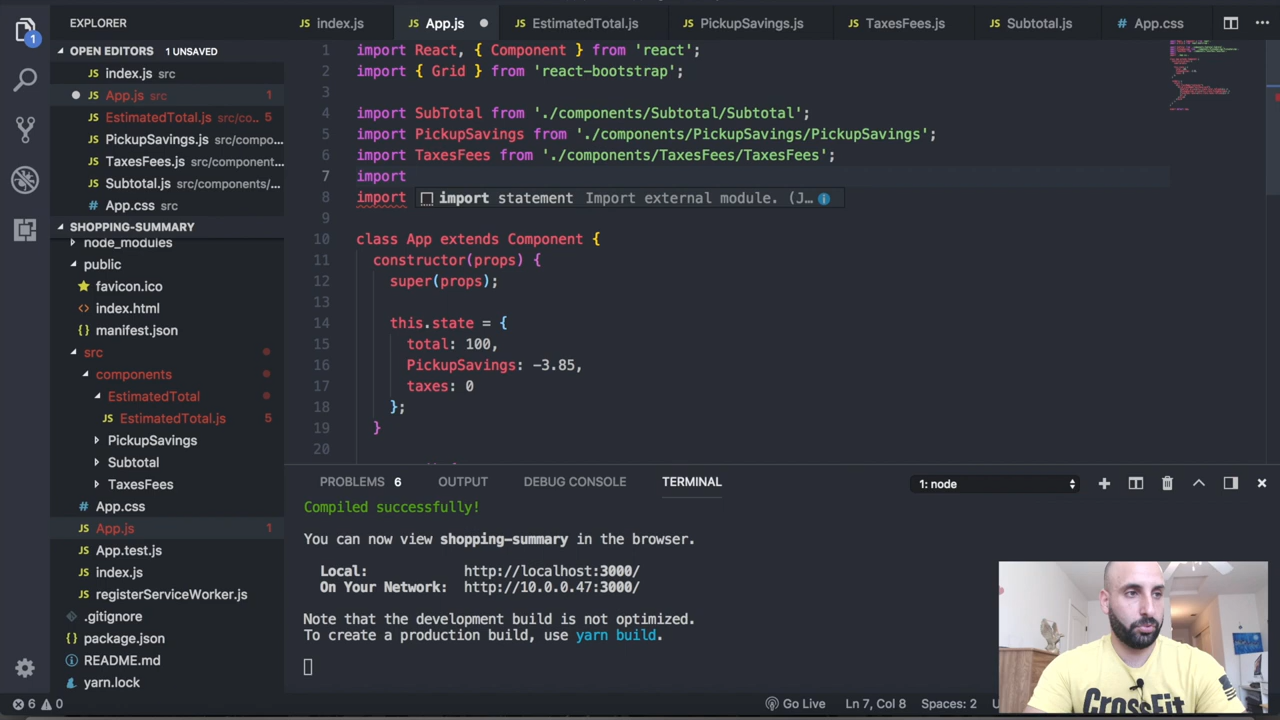 EXPLORER
index.js
App.js
EstimatedTotal.js
PickupSavings.js
TaxesFees.js
Subtotal.js
App.css
1
OPEN EDITORS 1 UNSAVED
index.js src
App.js src 1
EstimatedTotal.js src/co... 5
PickupSavings.js src/compo...
TaxesFees.js src/component...
Subtotal.js src/components/...
App.css src
SHOPPING-SUMMARY
node_modules
public
favicon.ico
index.html
manifest.json
src
components
EstimatedTotal
EstimatedTotal.js 5
PickupSavings
Subtotal
TaxesFees
App.css
App.js 1
App.test.js
index.js
registerServiceWorker.js
.gitignore
package.json
README.md
yarn.lock
1 import React, { Component } from 'react';
2 import { Grid } from 'react-bootstrap';
3
4 import SubTotal from './components/Subtotal/Subtotal';
5 import PickupSavings from './components/PickupSavings/PickupSavings';
6 import TaxesFees from './components/TaxesFees/TaxesFees';
7 import
8 import
import statement Import external module. (J...
9
10 class App extends Component {
11 constructor(props) {
12 super(props);
13
14 this.state = {
15 total: 100,
16 PickupSavings: -3.85,
17 taxes: 0
18 };
19 }
20
PROBLEMS 6 OUTPUT DEBUG CONSOLE TERMINAL 1: node
Compiled successfully!
You can now view shopping-summary in the browser.
Local: http://localhost:3000/
On Your Network: http://10.0.0.47:3000/
Note that the development build is not optimized.
To create a production build, use yarn build.
CrossFit
6 0 Go Live Ln 7, Col 8 Spaces: 2